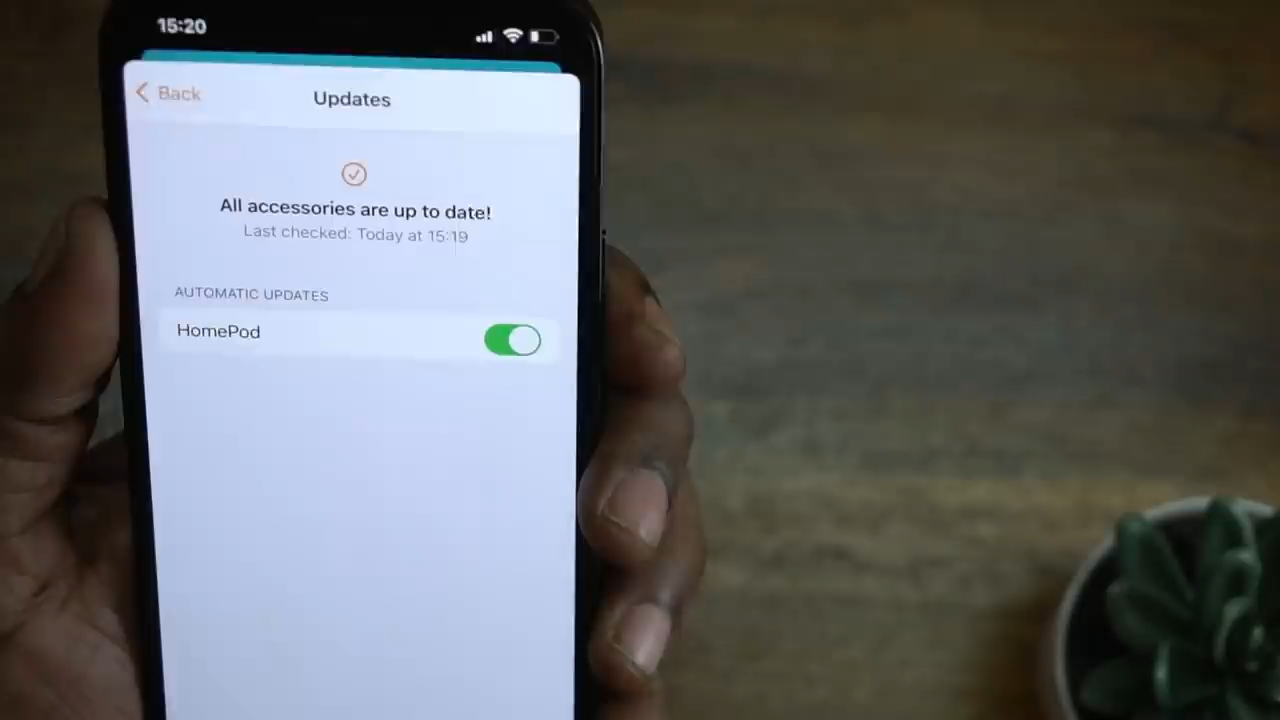 15:20
Back
Updates
All accessories are up to date!
Last checked: Today at 15:19
AUTOMATIC UPDATES
HomePod